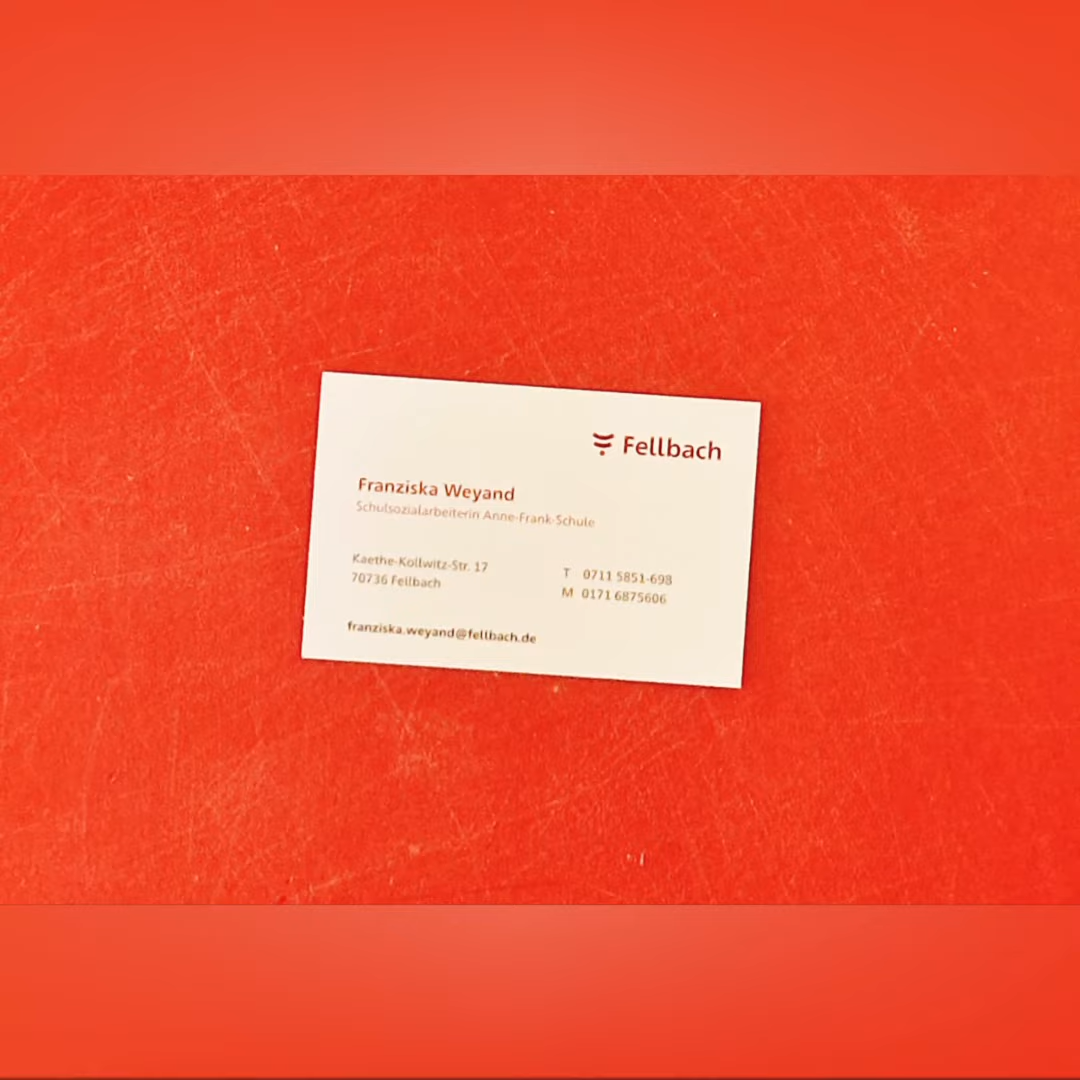 Fellbach
Franziska Weyand
Schulsozialarbeiterin Anne-Frank-Schule
Kaethe-Kollwitz-Str. 17
70736 Fellbach
T 0711 5851-698
M 0171 6875606
franziska.weyand@fellbach.de